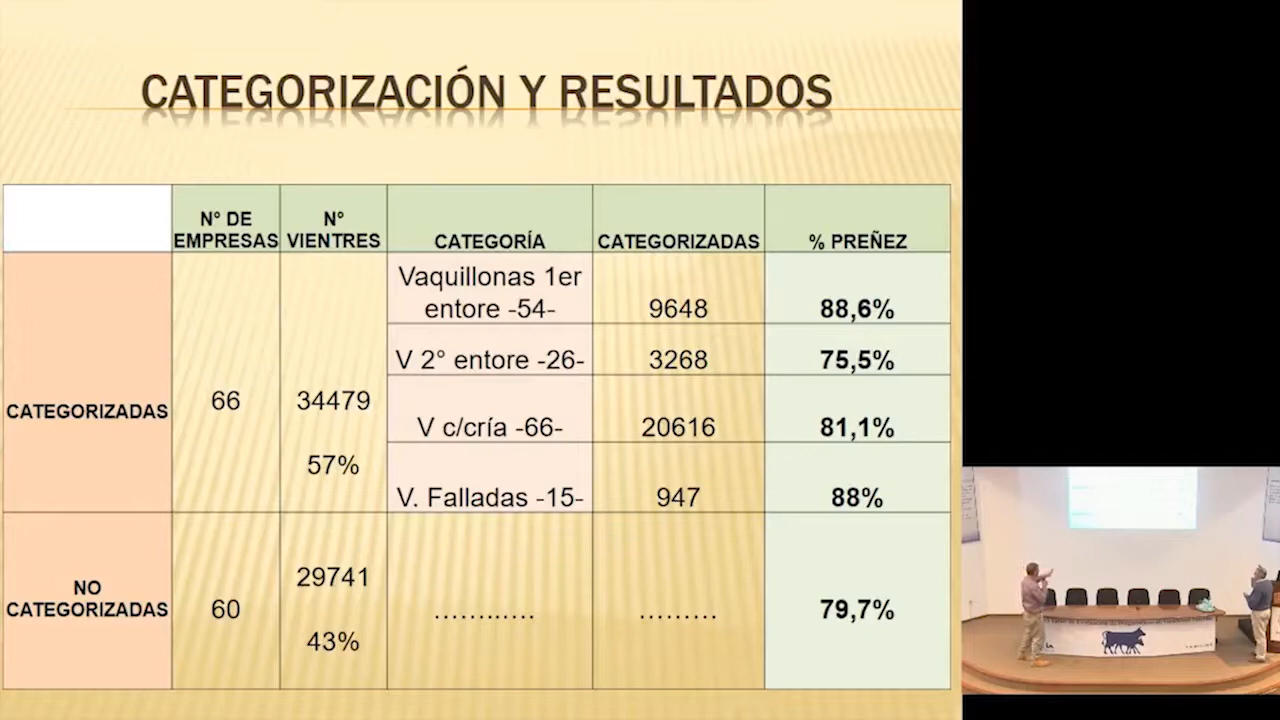 CATEGORIZACIÓN Y RESULTADOS
N° DE
EMPRESAS
N°
VIENTRES
CATEGORÍA
CATEGORIZADAS
% PREÑEZ
CATEGORIZADAS
66
34479
57%
Vaquillonas 1er
entore -54-
9648
88,6%
V 2° entore -26-
3268
75,5%
V c/cría -66-
20616
81,1%
V. Falladas -15-
947
88%
NO
CATEGORIZADAS
60
29741
43%
………….
………
79,7%